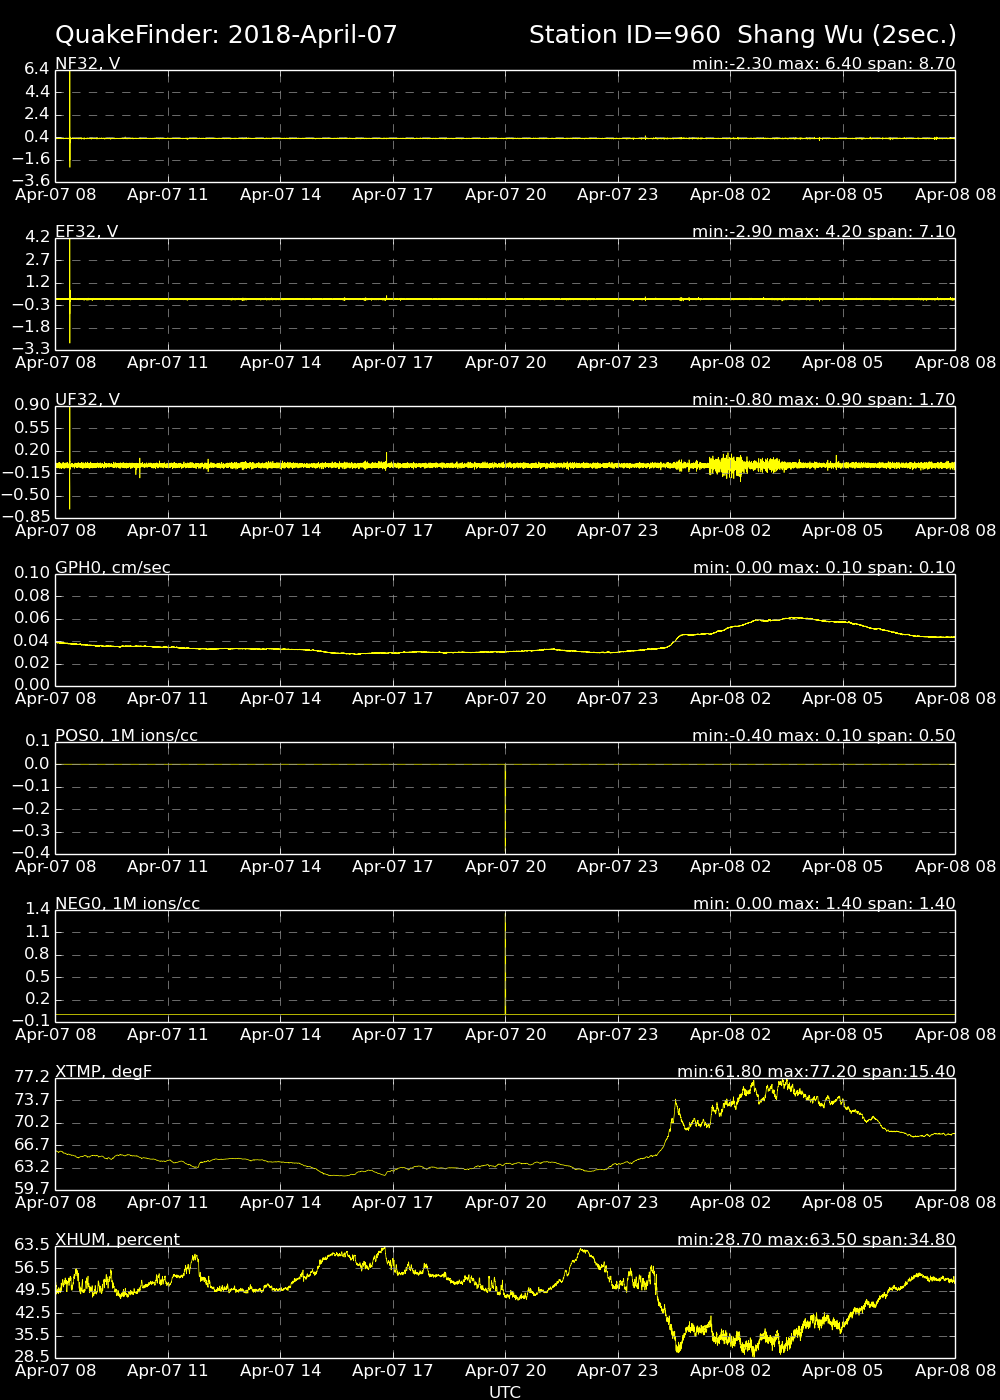 QuakeFinder: 2018-April-07 Station ID=960 Shang Wu (2sec.)
NF32, V min:-2.30 max: 6.40 span: 8.70
6.4
4.4
2.4
0.4
−1.6
−3.6
Apr-07 08 Apr-07 11 Apr-07 14 Apr-07 17 Apr-07 20 Apr-07 23 Apr-08 02 Apr-08 05 Apr-08 08
EF32, V min:-2.90 max: 4.20 span: 7.10
4.2
2.7
1.2
−0.3
−1.8
−3.3
Apr-07 08 Apr-07 11 Apr-07 14 Apr-07 17 Apr-07 20 Apr-07 23 Apr-08 02 Apr-08 05 Apr-08 08
UF32, V min:-0.80 max: 0.90 span: 1.70
0.90
0.55
0.20
−0.15
−0.50
−0.85
Apr-07 08 Apr-07 11 Apr-07 14 Apr-07 17 Apr-07 20 Apr-07 23 Apr-08 02 Apr-08 05 Apr-08 08
GPH0, cm/sec min: 0.00 max: 0.10 span: 0.10
0.10
0.08
0.06
0.04
0.02
0.00
Apr-07 08 Apr-07 11 Apr-07 14 Apr-07 17 Apr-07 20 Apr-07 23 Apr-08 02 Apr-08 05 Apr-08 08
POS0, 1M ions/cc min:-0.40 max: 0.10 span: 0.50
0.1
0.0
−0.1
−0.2
−0.3
−0.4
Apr-07 08 Apr-07 11 Apr-07 14 Apr-07 17 Apr-07 20 Apr-07 23 Apr-08 02 Apr-08 05 Apr-08 08
NEG0, 1M ions/cc min: 0.00 max: 1.40 span: 1.40
1.4
1.1
0.8
0.5
0.2
−0.1
Apr-07 08 Apr-07 11 Apr-07 14 Apr-07 17 Apr-07 20 Apr-07 23 Apr-08 02 Apr-08 05 Apr-08 08
XTMP, degF min:61.80 max:77.20 span:15.40
77.2
73.7
70.2
66.7
63.2
59.7
Apr-07 08 Apr-07 11 Apr-07 14 Apr-07 17 Apr-07 20 Apr-07 23 Apr-08 02 Apr-08 05 Apr-08 08
XHUM, percent min:28.70 max:63.50 span:34.80
63.5
56.5
49.5
42.5
35.5
28.5
Apr-07 08 Apr-07 11 Apr-07 14 Apr-07 17 Apr-07 20 Apr-07 23 Apr-08 02 Apr-08 05 Apr-08 08
UTC